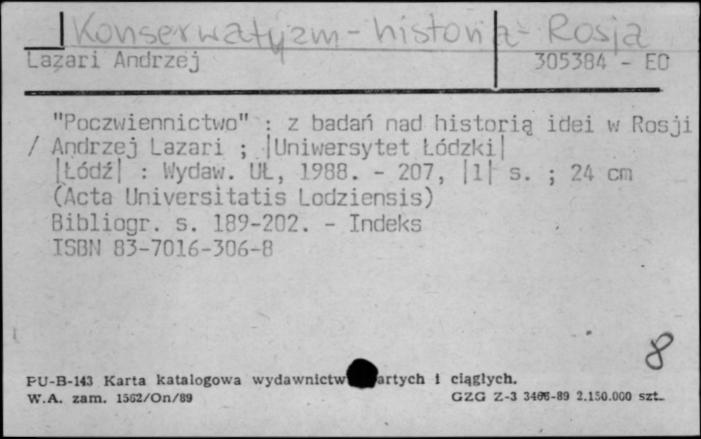 Konserwatyzm - historia - Rosja
Lazari Andrzej 305384 - EO
"Poczwiennictwo" : z badań nad historią idei w Rosji
/ Andrzej Lazari ; |Uniwersytet Łódzki|
|Łódź| : Wydaw. UŁ, 1988. - 207, |1| s. ; 24 cm
(Acta Universitatis Lodziensis)
Bibliogr. s. 189-202. - Indeks
ISBN 83-7016-306-8
8
PU-B-143 Karta katalogowa wydawnictw artych i ciągłych.
W.A. zam. 1562/On/89 GZG Z-3 -89 2.150.000 szt.